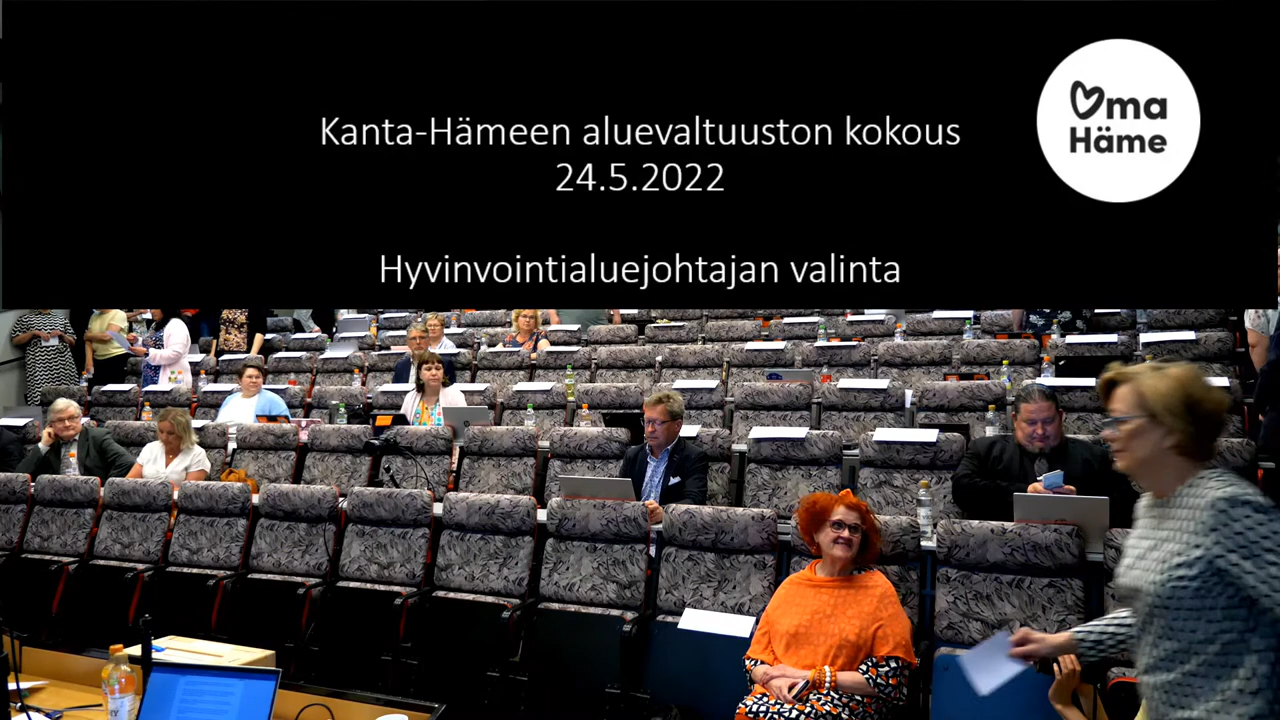 Kanta-Hämeen aluevaltuuston kokous
24.5.2022
Hyvinvointialuejohtajan valinta
Oma
Häme